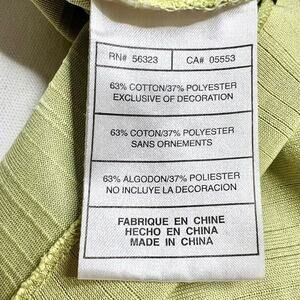 RN# 56323 CA# 05553
63% COTTON/37% POLYESTER
EXCLUSIVE OF DECORATION
63% COTON/37% POLYESTER
SANS ORNEMENTS
63% ALGODON/37% POLIESTER
NO INCLUYE LA DECORACION
FABRIQUE EN CHINE
HECHO EN CHINA
MADE IN CHINA